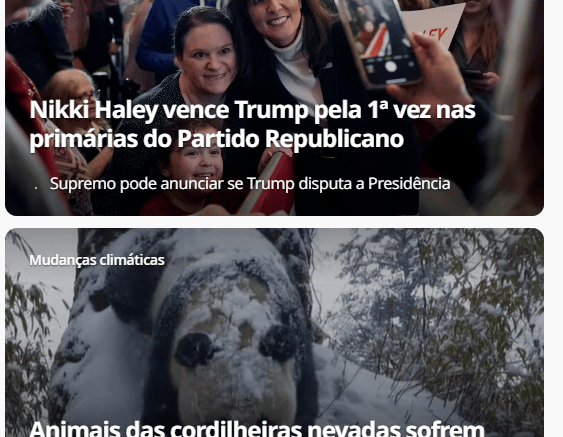 LEY
Nikki Haley vence Trump pela 1ª vez nas
primárias do Partido Republicano
. Supremo pode anunciar se Trump disputa a Presidência
Mudanças climáticas
Animais das cordilheiras nevadas sofrem